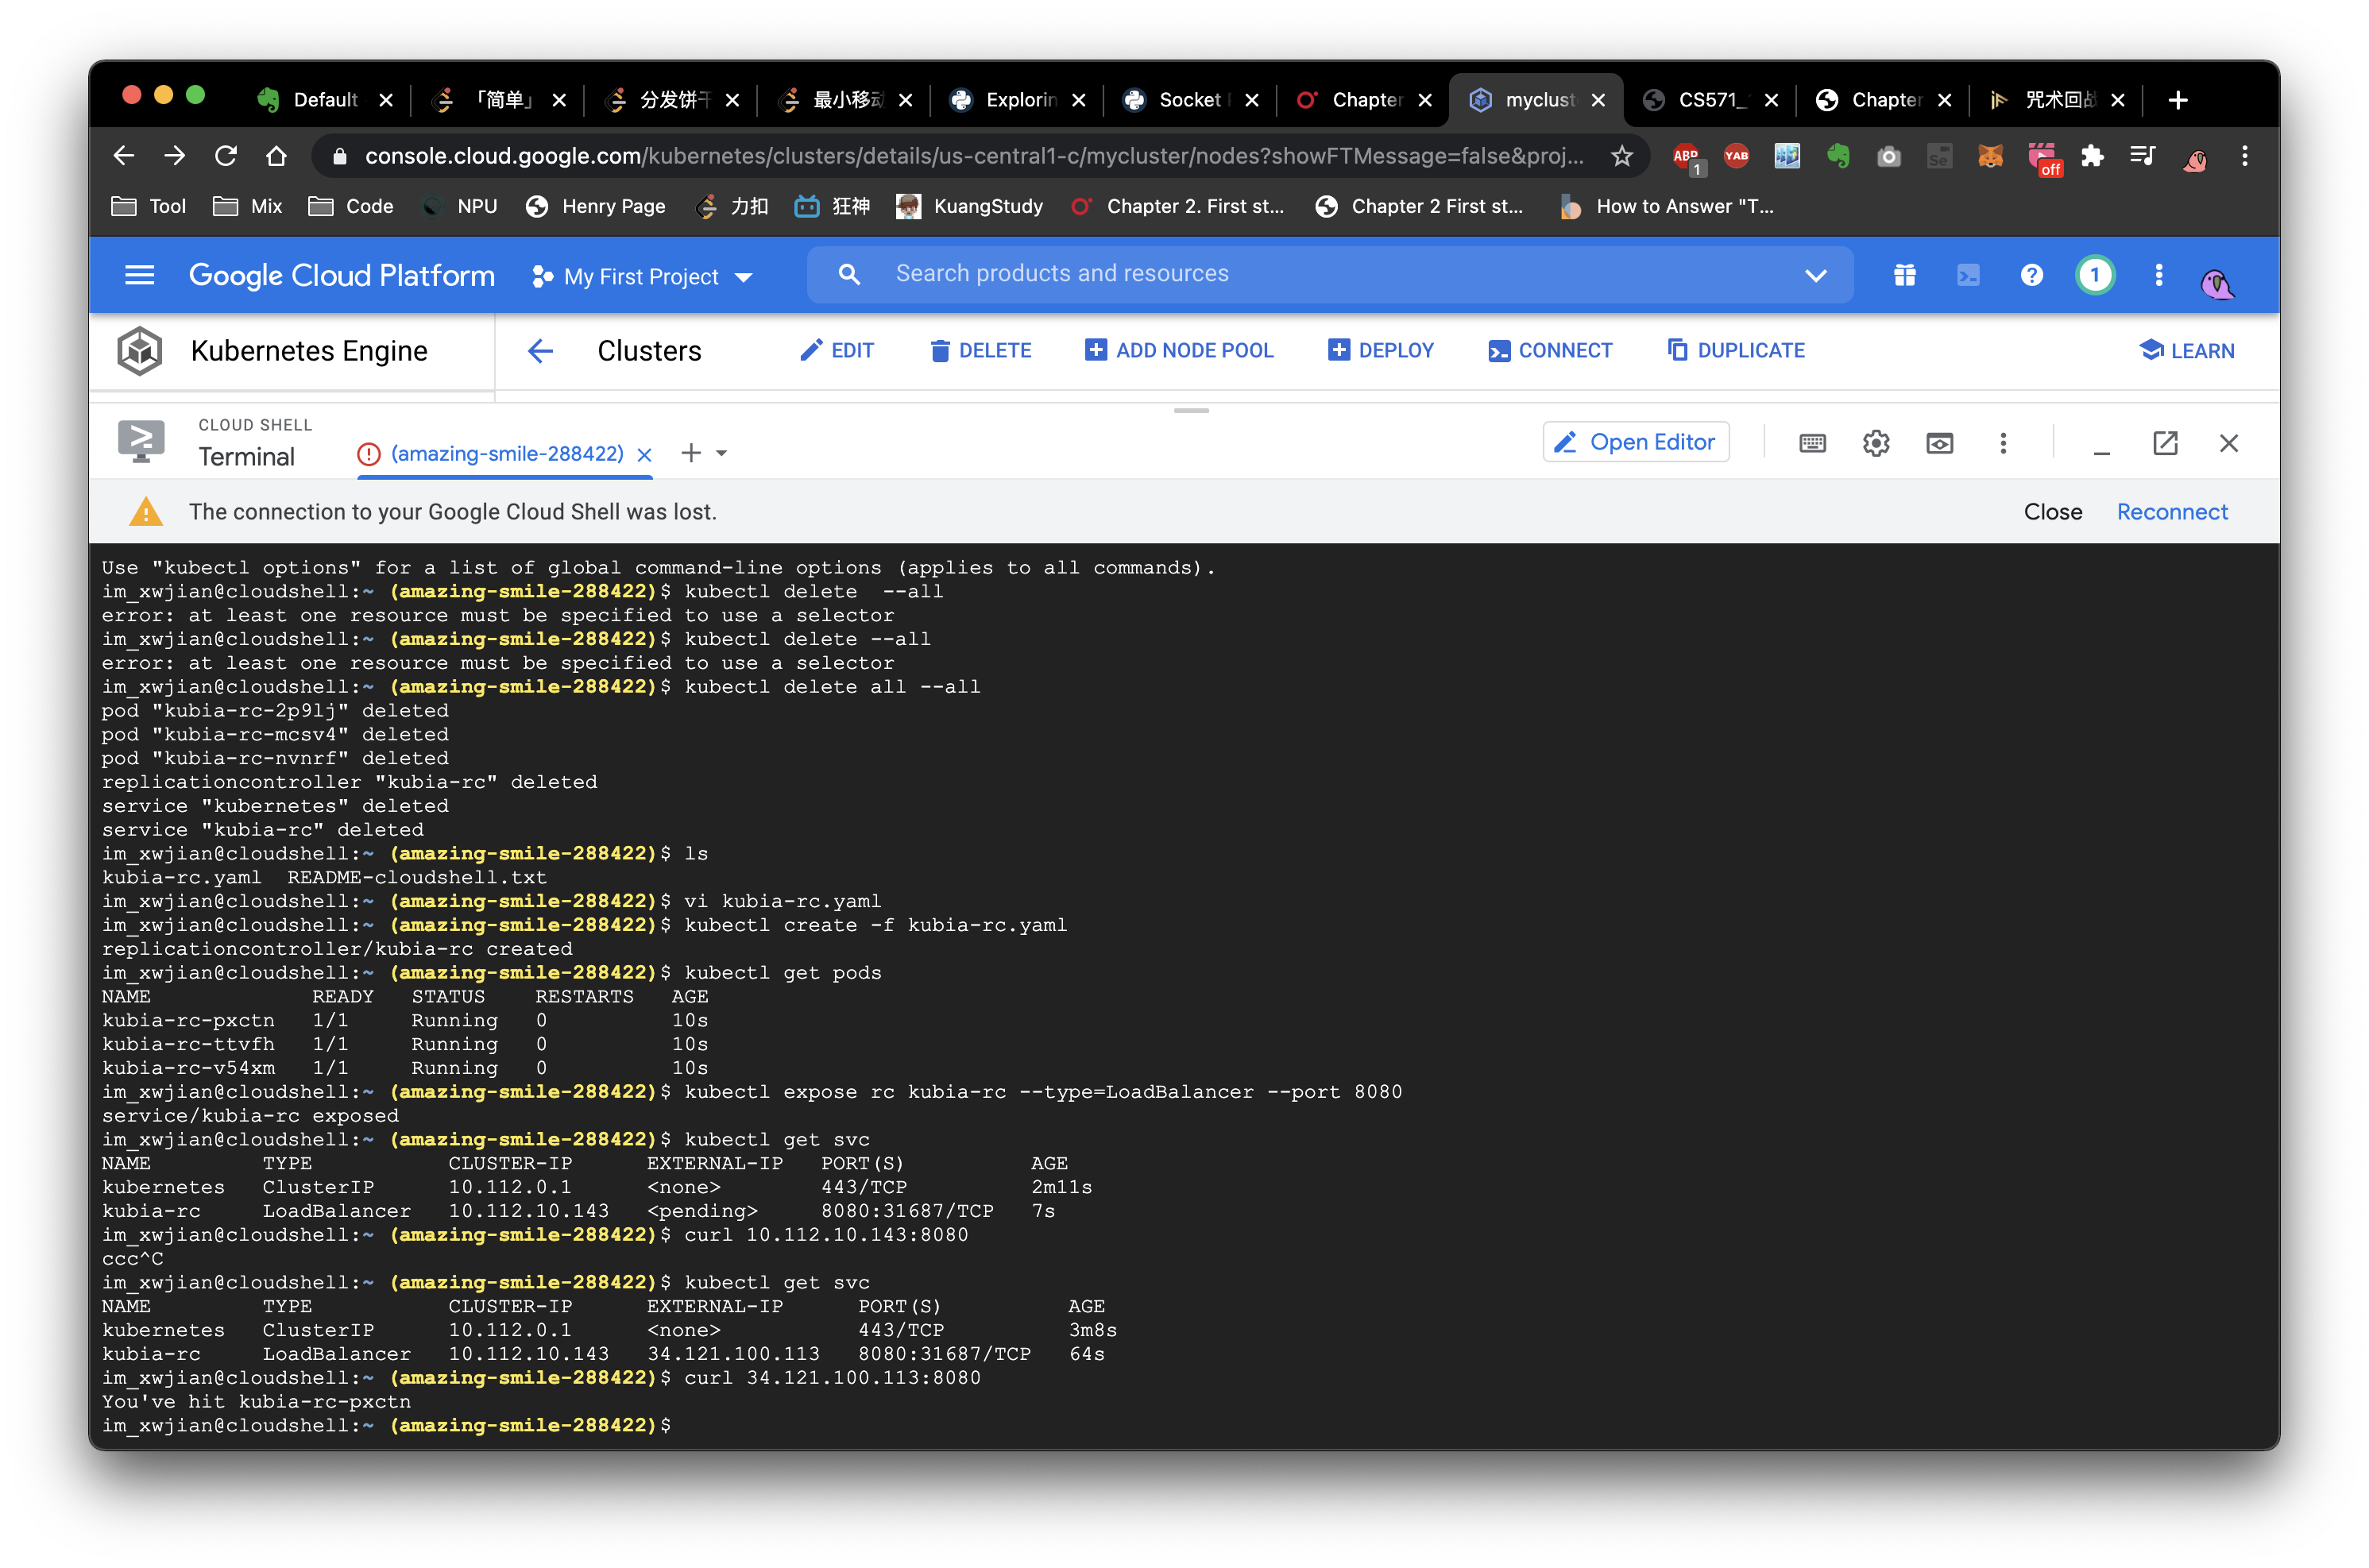 Default
「简单」
分发饼干
最小移动
Explorin
Socket
Chapter
myclust
CS571_
Chapter
咒术回战
console.cloud.google.com/kubernetes/clusters/details/us-central1-c/mycluster/nodes?showFTMessage=false&proj...
ABP
1
YAB
Se
off
Tool
Mix
Code
NPU
Henry Page
力扣
狂神
KuangStudy
Chapter 2. First st...
Chapter 2 First st...
How to Answer "T...
Google Cloud Platform
My First Project
Search products and resources
1
Kubernetes Engine
Clusters
EDIT
DELETE
ADD NODE POOL
DEPLOY
CONNECT
DUPLICATE
LEARN
CLOUD SHELL
Terminal
(amazing-smile-288422)
Open Editor
The connection to your Google Cloud Shell was lost.
Close
Reconnect
Use "kubectl options" for a list of global command-line options (applies to all commands).
im_xwjian@cloudshell:~ (amazing-smile-288422)$ kubectl delete  --all
error: at least one resource must be specified to use a selector
im_xwjian@cloudshell:~ (amazing-smile-288422)$ kubectl delete --all
error: at least one resource must be specified to use a selector
im_xwjian@cloudshell:~ (amazing-smile-288422)$ kubectl delete all --all
pod "kubia-rc-2p9lj" deleted
pod "kubia-rc-mcsv4" deleted
pod "kubia-rc-nvnrf" deleted
replicationcontroller "kubia-rc" deleted
service "kubernetes" deleted
service "kubia-rc" deleted
im_xwjian@cloudshell:~ (amazing-smile-288422)$ ls
kubia-rc.yaml  README-cloudshell.txt
im_xwjian@cloudshell:~ (amazing-smile-288422)$ vi kubia-rc.yaml
im_xwjian@cloudshell:~ (amazing-smile-288422)$ kubectl create -f kubia-rc.yaml
replicationcontroller/kubia-rc created
im_xwjian@cloudshell:~ (amazing-smile-288422)$ kubectl get pods
NAME             READY   STATUS    RESTARTS   AGE
kubia-rc-pxctn   1/1     Running   0          10s
kubia-rc-ttvfh   1/1     Running   0          10s
kubia-rc-v54xm   1/1     Running   0          10s
im_xwjian@cloudshell:~ (amazing-smile-288422)$ kubectl expose rc kubia-rc --type=LoadBalancer --port 8080
service/kubia-rc exposed
im_xwjian@cloudshell:~ (amazing-smile-288422)$ kubectl get svc
NAME         TYPE           CLUSTER-IP      EXTERNAL-IP   PORT(S)          AGE
kubernetes   ClusterIP      10.112.0.1      <none>        443/TCP          2m11s
kubia-rc     LoadBalancer   10.112.10.143   <pending>     8080:31687/TCP   7s
im_xwjian@cloudshell:~ (amazing-smile-288422)$ curl 10.112.10.143:8080
ccc^C
im_xwjian@cloudshell:~ (amazing-smile-288422)$ kubectl get svc
NAME         TYPE           CLUSTER-IP      EXTERNAL-IP      PORT(S)          AGE
kubernetes   ClusterIP      10.112.0.1      <none>           443/TCP          3m8s
kubia-rc     LoadBalancer   10.112.10.143   34.121.100.113   8080:31687/TCP   64s
im_xwjian@cloudshell:~ (amazing-smile-288422)$ curl 34.121.100.113:8080
You've hit kubia-rc-pxctn
im_xwjian@cloudshell:~ (amazing-smile-288422)$